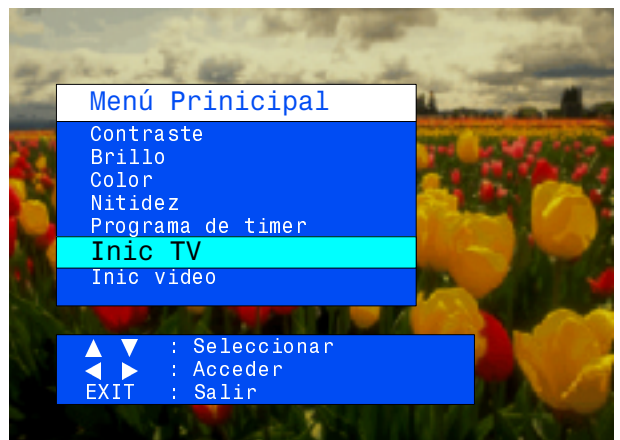 Menú Prinicipal
Contraste
Brillo
Color
Nitidez
Programa de timer
Inic TV
Inic video
▲ ▼ : Seleccionar
◀ ▶ : Acceder
EXIT : Salir